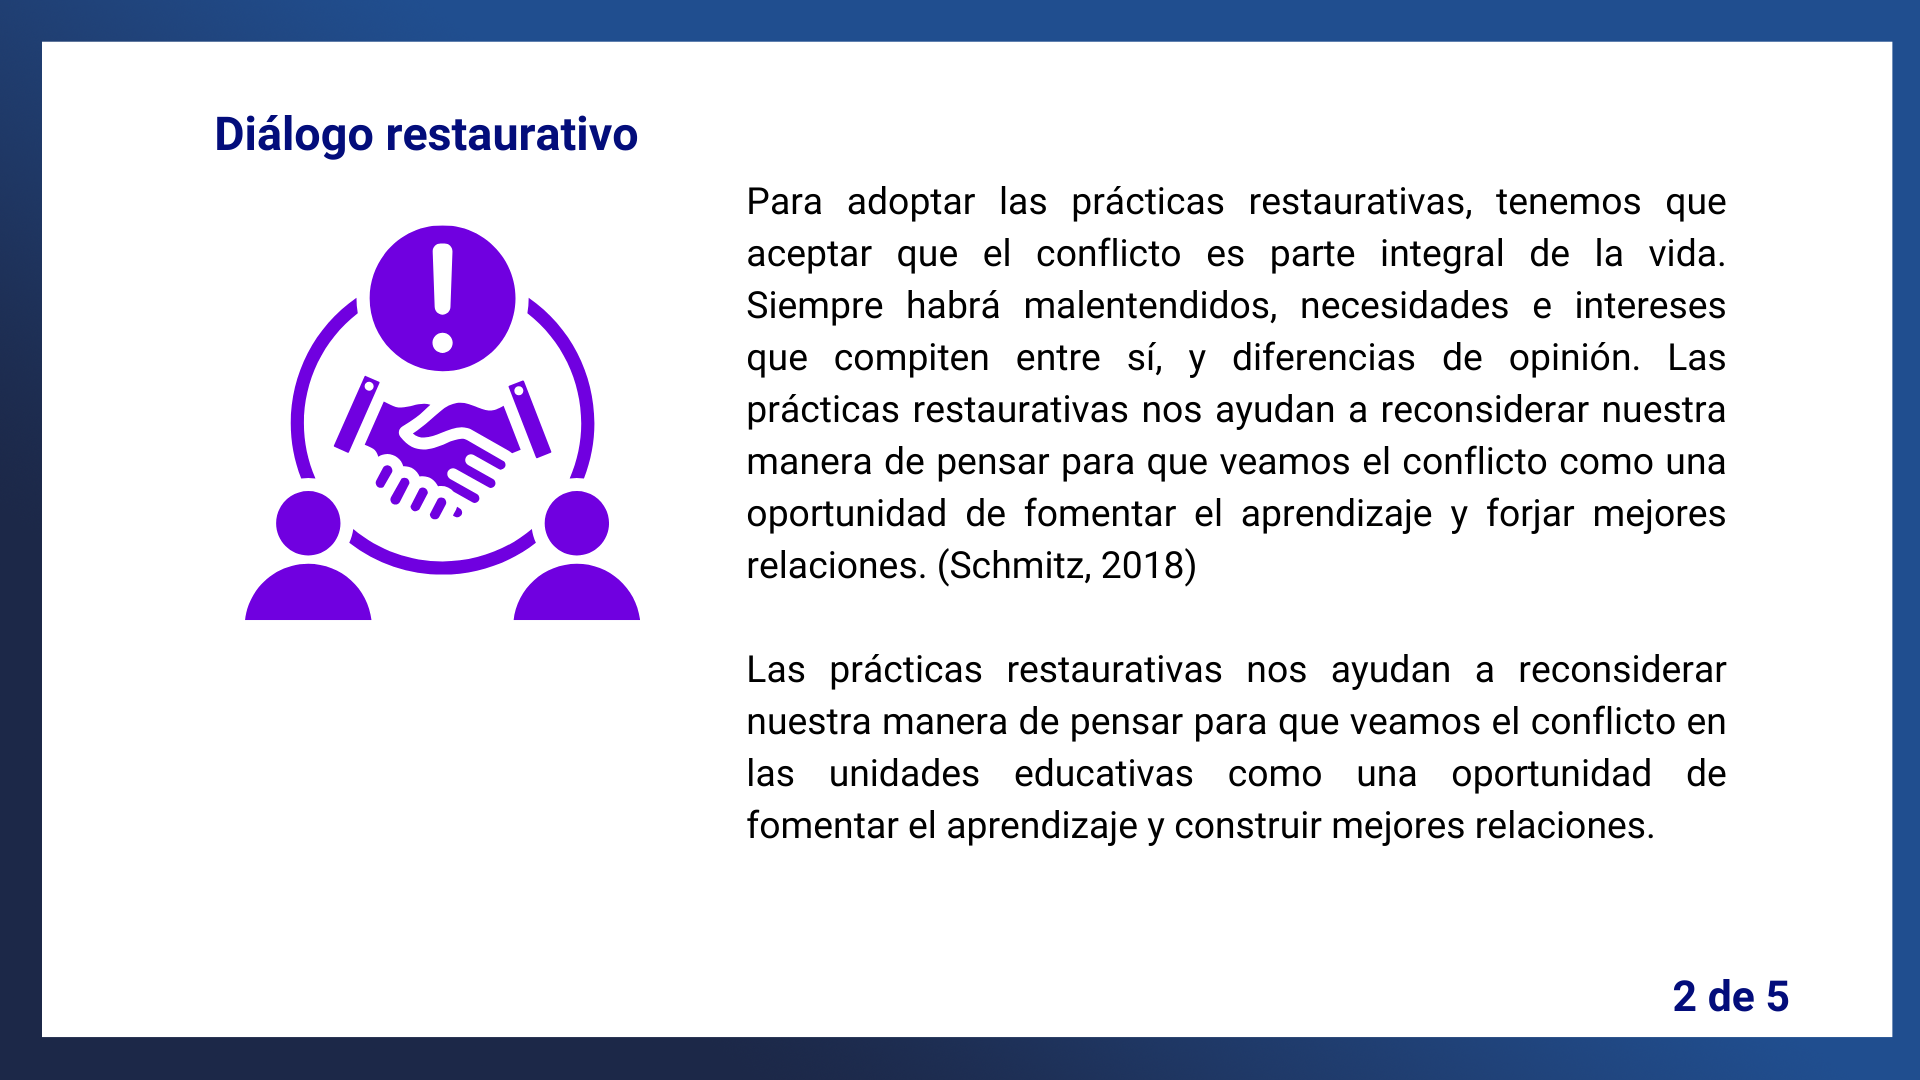 Diálogo restaurativo
Para adoptar las prácticas restaurativas, tenemos que
aceptar que el conflicto es parte integral de la vida.
Siempre habrá malentendidos, necesidades e intereses
que compiten entre sí, y diferencias de opinión. Las
prácticas restaurativas nos ayudan a reconsiderar nuestra
manera de pensar para que veamos el conflicto como una
oportunidad de fomentar el aprendizaje y forjar mejores
relaciones. (Schmitz, 2018)
Las prácticas restaurativas nos ayudan a reconsiderar
nuestra manera de pensar para que veamos el conflicto en
las unidades educativas como una oportunidad de
fomentar el aprendizaje y construir mejores relaciones.
2 de 5